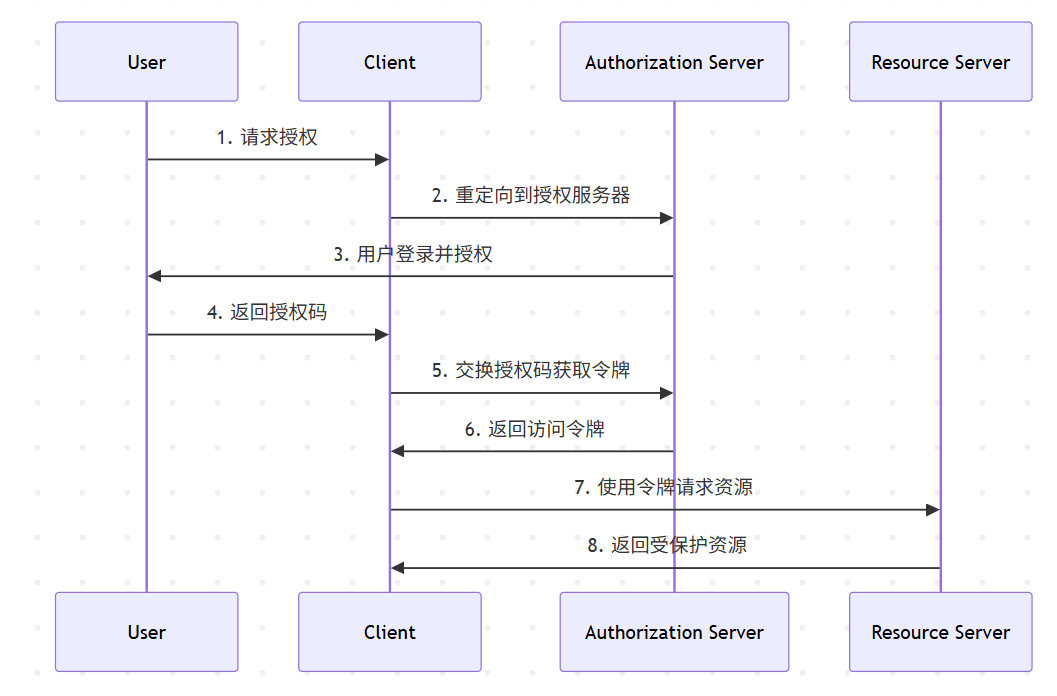 User
Client
Authorization Server
Resource Server
1. 请求授权
2. 重定向到授权服务器
3. 用户登录并授权
4. 返回授权码
5. 交换授权码获取令牌
6. 返回访问令牌
7. 使用令牌请求资源
8. 返回受保护资源
User
Client
Authorization Server
Resource Server